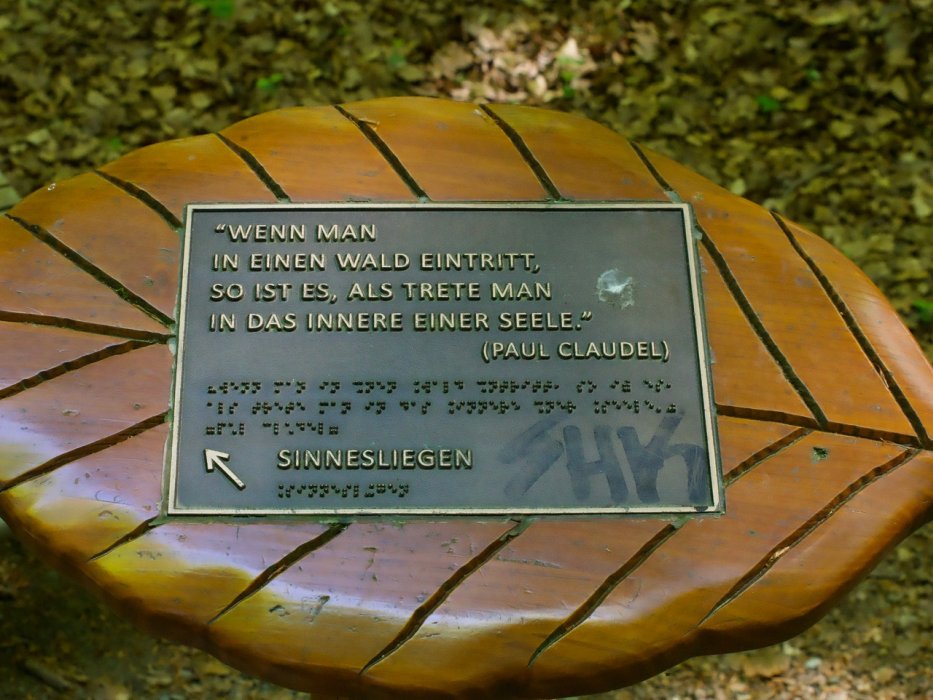 “WENN MAN
IN EINEN WALD EINTRITT,
SO IST ES, ALS TRETE MAN
IN DAS INNERE EINER SEELE.”
(PAUL CLAUDEL)
SINNESLIEGEN
SHK